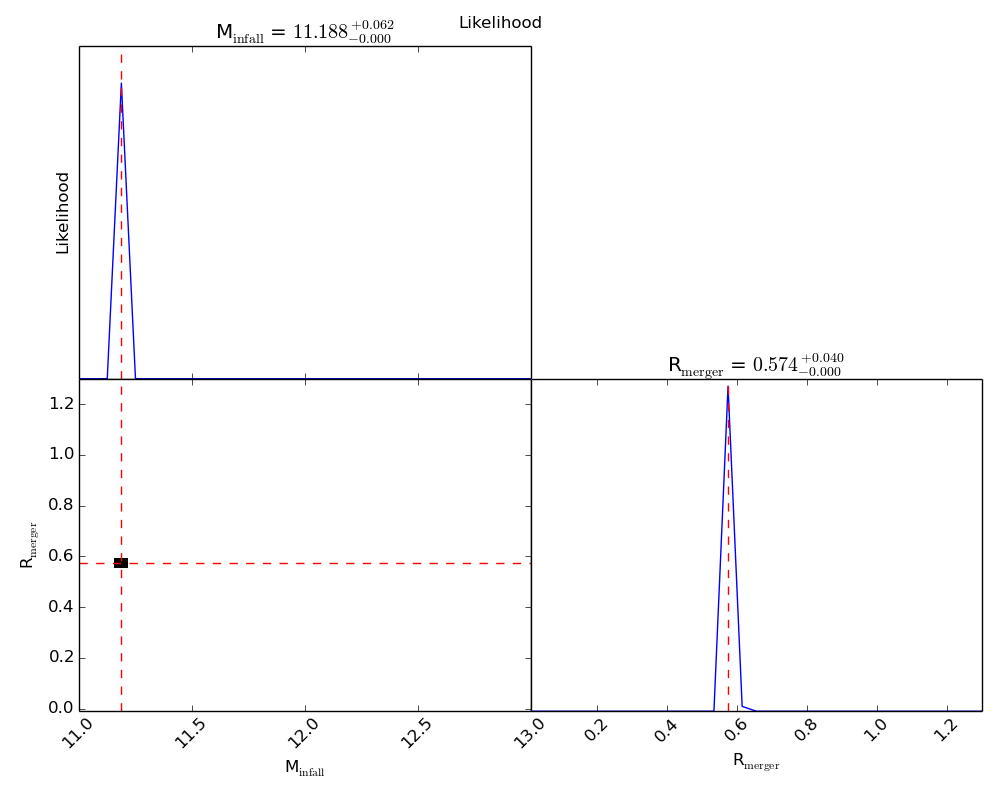 Likelihood
M_infall = 11.188 +0.062 −0.000
Likelihood
R_merger = 0.574 +0.040 −0.000
1.2
1.0
0.8
0.6
0.4
0.2
0.0
R_merger
11.0 11.5 12.0 12.5 13.0
0.0 0.2 0.4 0.6 0.8 1.0 1.2
M_infall
R_merger